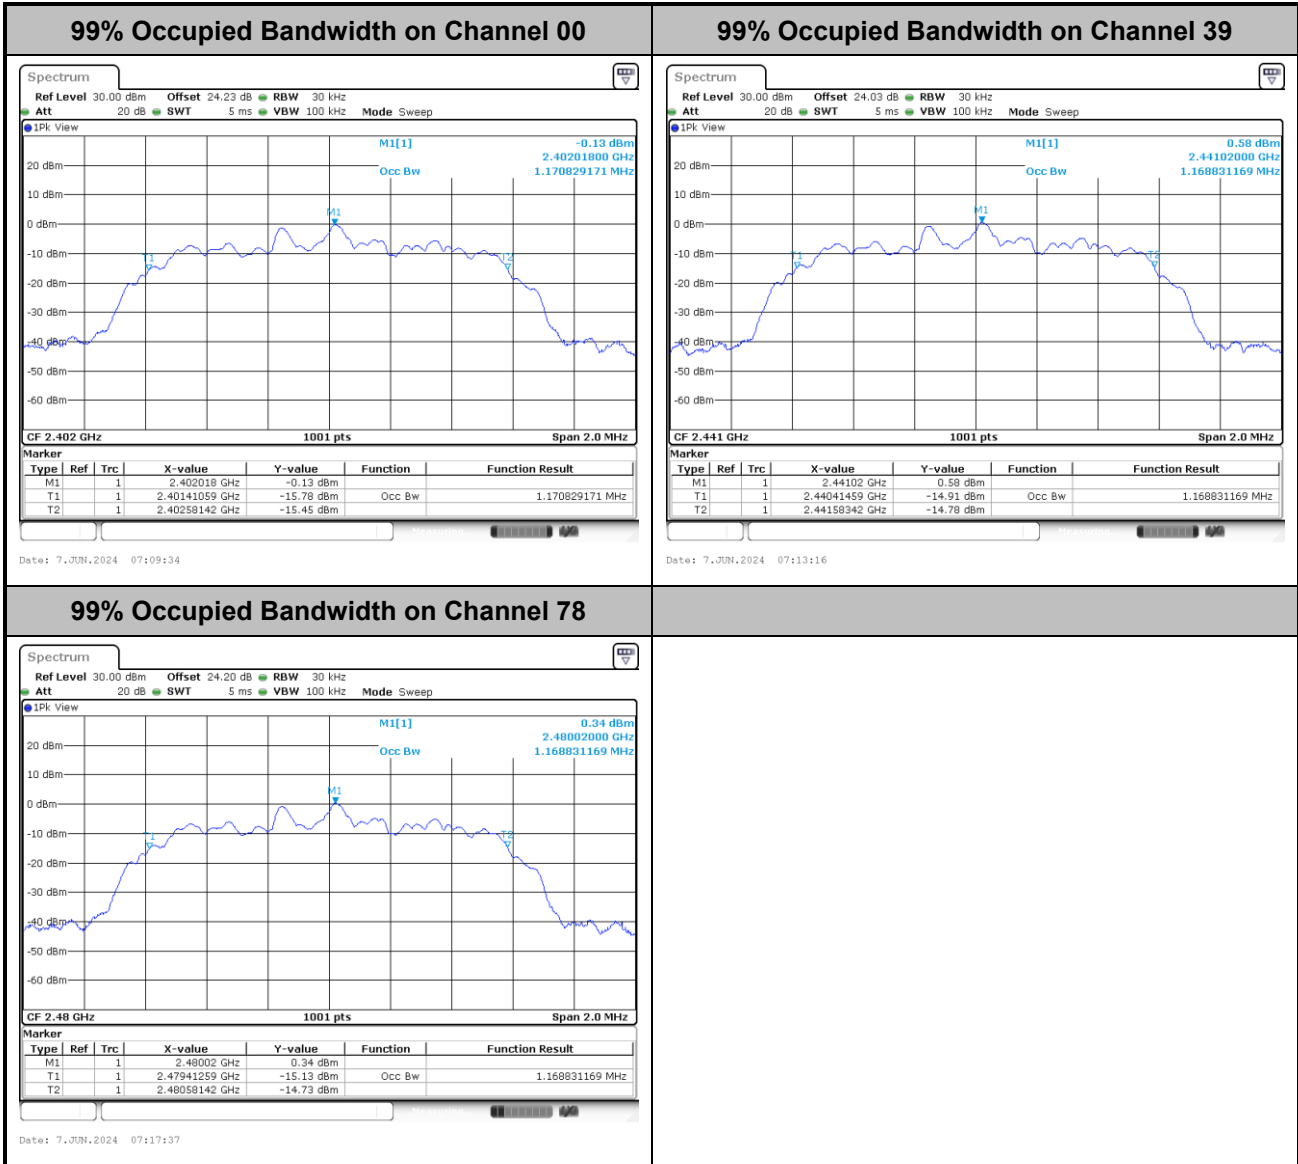 99% Occupied Bandwidth on Channel 00
Spectrum
Ref Level 30.00 dBm Offset 24.23 dB RBW 30 kHz
Att 20 dB SWT 5 ms VBW 100 kHz Mode Sweep
1Pk View
M1[1] -0.13 dBm
2.40201800 GHz
Occ Bw 1.170829171 MHz
20 dBm
10 dBm
M1
0 dBm
-10 dBm
T1
T2
-20 dBm
-30 dBm
-40 dBm
-50 dBm
-60 dBm
CF 2.402 GHz 1001 pts Span 2.0 MHz
Marker
Type Ref Trc X-value Y-value Function Function Result
M1 1 2.402018 GHz -0.13 dBm
T1 1 2.40141059 GHz -15.78 dBm Occ Bw 1.170829171 MHz
T2 1 2.40258142 GHz -15.45 dBm
Date: 7.JUN.2024 07:09:34
99% Occupied Bandwidth on Channel 39
Spectrum
Ref Level 30.00 dBm Offset 24.03 dB RBW 30 kHz
Att 20 dB SWT 5 ms VBW 100 kHz Mode Sweep
1Pk View
M1[1] 0.58 dBm
2.44102000 GHz
Occ Bw 1.168831169 MHz
20 dBm
10 dBm
M1
0 dBm
-10 dBm
T1
T2
-20 dBm
-30 dBm
-40 dBm
-50 dBm
-60 dBm
CF 2.441 GHz 1001 pts Span 2.0 MHz
Marker
Type Ref Trc X-value Y-value Function Function Result
M1 1 2.44102 GHz 0.58 dBm
T1 1 2.44041459 GHz -14.91 dBm Occ Bw 1.168831169 MHz
T2 1 2.44158342 GHz -14.78 dBm
Date: 7.JUN.2024 07:13:16
99% Occupied Bandwidth on Channel 78
Spectrum
Ref Level 30.00 dBm Offset 24.20 dB RBW 30 kHz
Att 20 dB SWT 5 ms VBW 100 kHz Mode Sweep
1Pk View
M1[1] 0.34 dBm
2.48002000 GHz
Occ Bw 1.168831169 MHz
20 dBm
10 dBm
M1
0 dBm
-10 dBm
T1
T2
-20 dBm
-30 dBm
-40 dBm
-50 dBm
-60 dBm
CF 2.48 GHz 1001 pts Span 2.0 MHz
Marker
Type Ref Trc X-value Y-value Function Function Result
M1 1 2.48002 GHz 0.34 dBm
T1 1 2.47941259 GHz -15.13 dBm Occ Bw 1.168831169 MHz
T2 1 2.48058142 GHz -14.73 dBm
Date: 7.JUN.2024 07:17:37